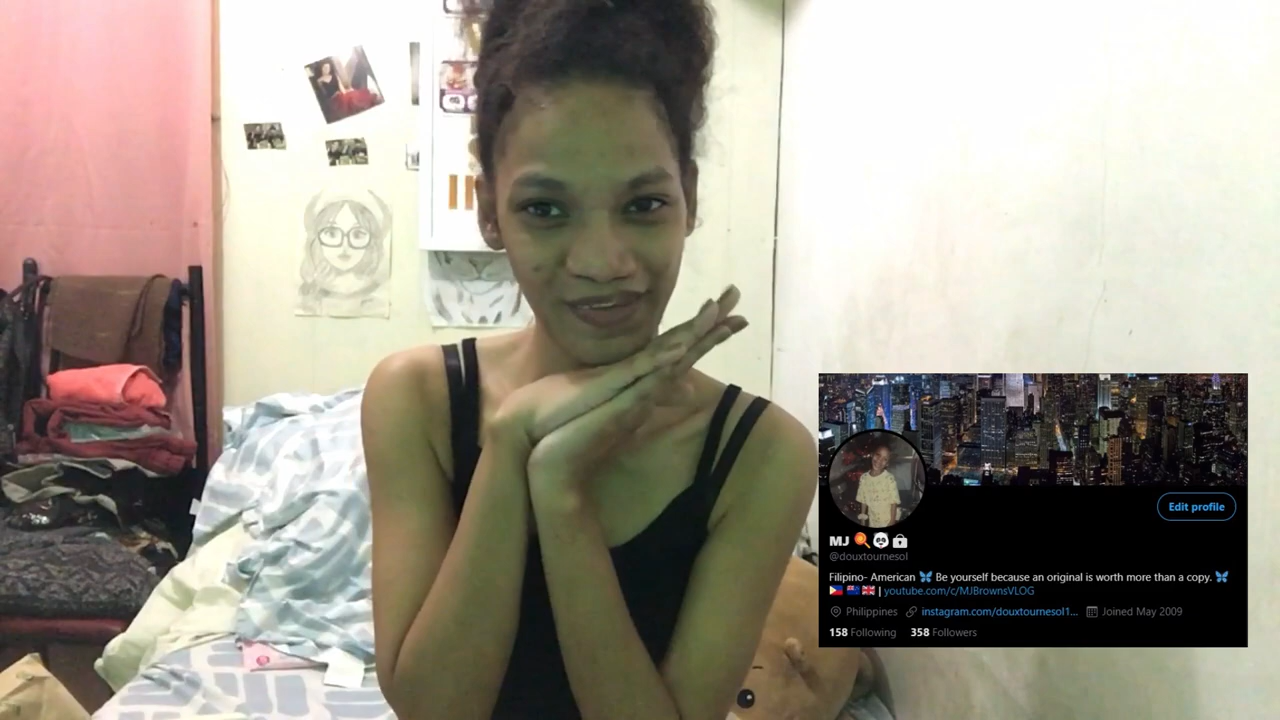 Edit profile
MJ
@douxtournesol
Filipino- American 🦋 Be yourself because an original is worth more than a copy. 🦋
🇵🇭 🇦🇺 🇬🇧 | youtube.com/c/MJBrownsVLOG
Philippines instagram.com/douxtournesol1... Joined May 2009
158 Following 358 Followers